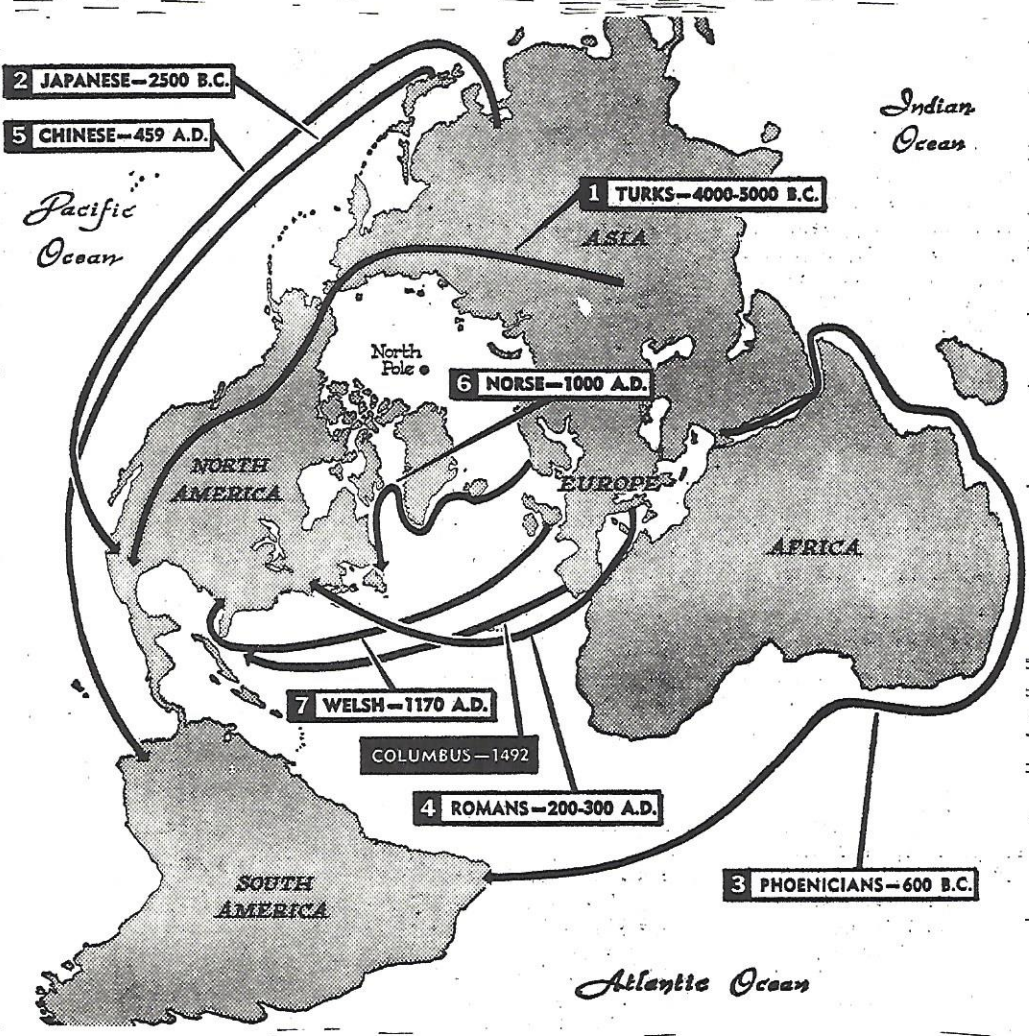 2 JAPANESE—2500 B.C.
5 CHINESE—459 A.D.
Indian
Ocean
Pacific
Ocean
1 TURKS—4000-5000 B.C.
ASIA
North
Pole
6 NORSE—1000 A.D.
NORTH
AMERICA
EUROPE
AFRICA
7 WELSH—1170 A.D.
COLUMBUS—1492
4 ROMANS—200-300 A.D.
3 PHOENICIANS—600 B.C.
SOUTH
AMERICA
Atlantic Ocean